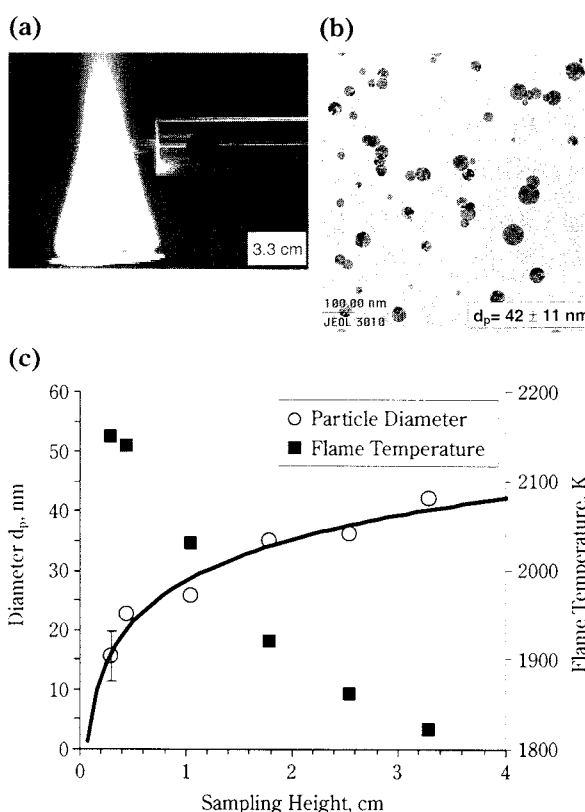 (a)
3.3 cm
(b)
100.00 nm
JEOL 3010
dp= 42 ± 11 nm
(c)
60
50
40
30
20
10
0
Diameter dp, nm
Particle Diameter
Flame Temperature
2200
2100
2000
1900
1800
Flame Temperature, K
0
1
2
3
4
Sampling Height, cm